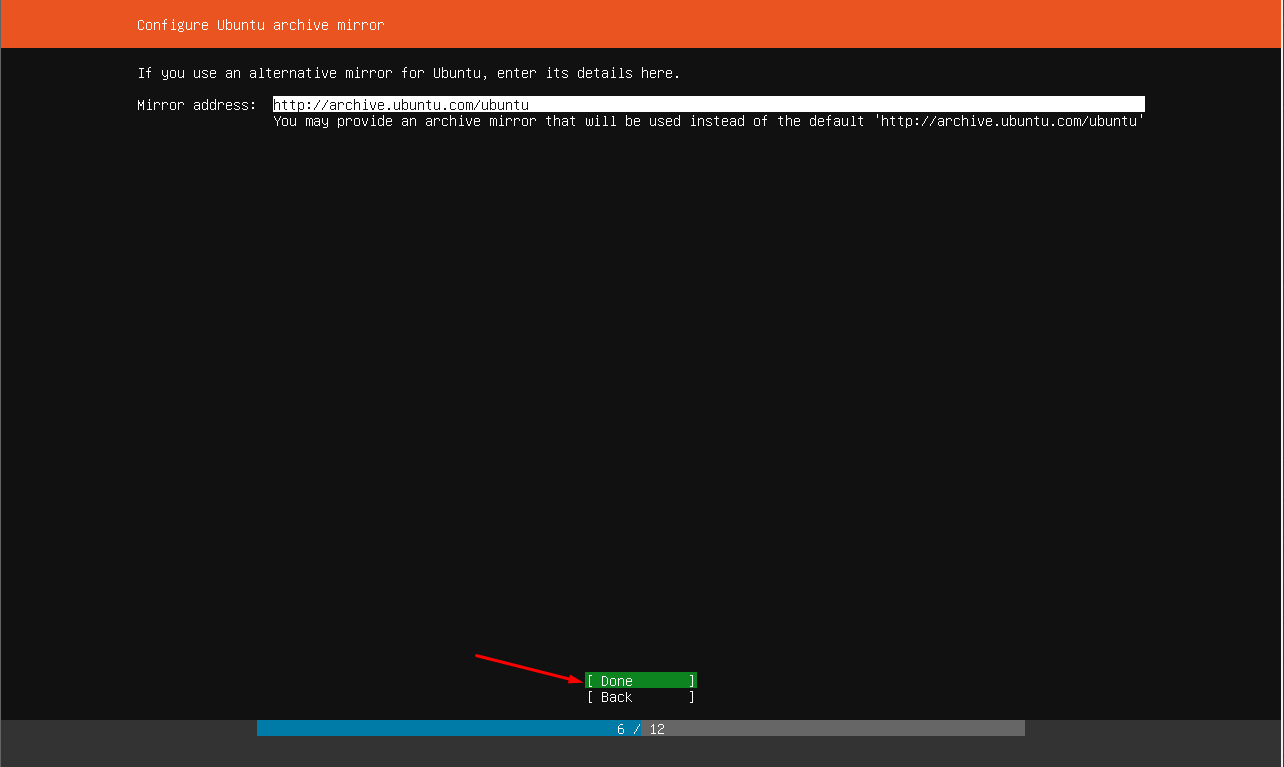 Configure Ubuntu archive mirror
If you use an alternative mirror for Ubuntu, enter its details here.
Mirror address: http://archive.ubuntu.com/ubuntu
You may provide an archive mirror that will be used instead of the default 'http://archive.ubuntu.com/ubuntu'
[ Done ]
[ Back ]
6 / 12